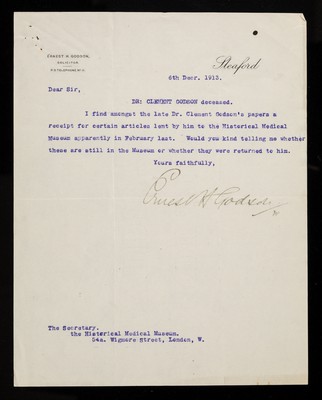 ERNEST H. GODSON,
SOLICITOR.
Sleaford
6th Decr. 1913.
Dear Sir,
DR: CLEMENT GODSON deceased.
I find amongst the late Dr. Clement Godson's papers a
receipt for certain articles lent by him to the Historical Medical
Museum apparently in February last. Would you kind telling me whether
these are still in the Museum or whether they were returned to him.
Yours faithfully,
Ernest H Godson
The Secretary,
the Historical Medical Museum.
54a. Wigmore Street, London, W.